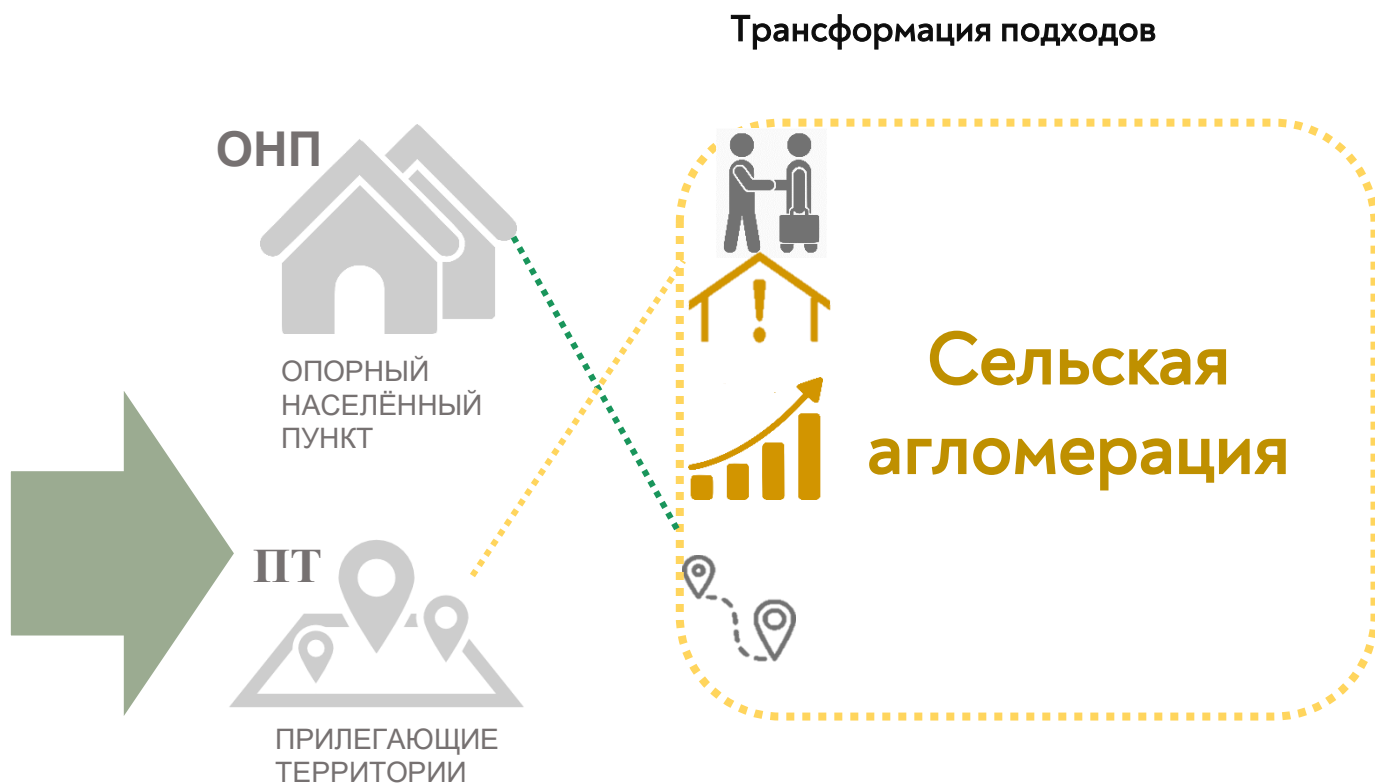 Трансформация подходов
ОНП
ОПОРНЫЙ
НАСЕЛЁННЫЙ
ПУНКТ
Сельская
агломерация
ПТ
ПРИЛЕГАЮЩИЕ
ТЕРРИТОРИИ